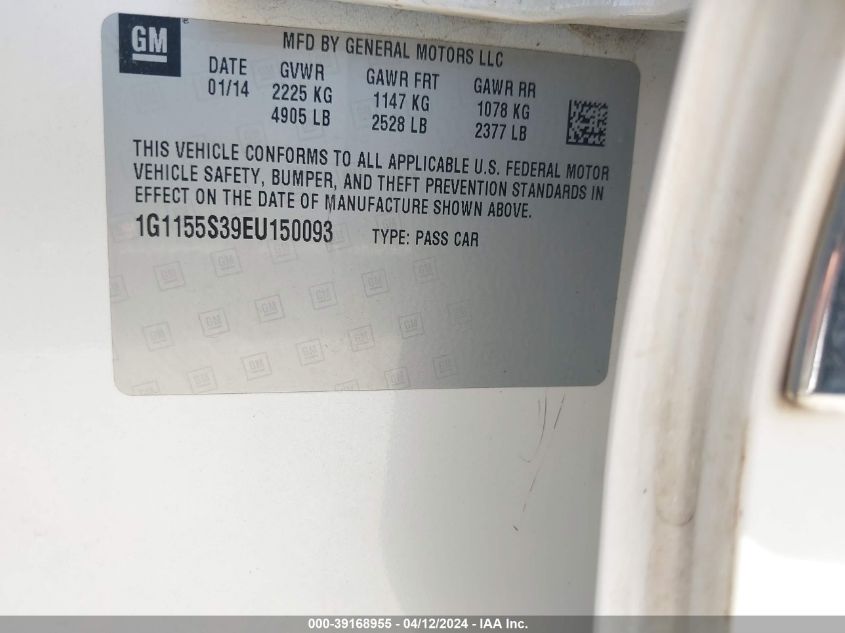 GM
MFD BY GENERAL MOTORS LLC
DATE GVWR GAWR FRT GAWR RR
01/14 2225 KG 1147 KG 1078 KG
4905 LB 2528 LB 2377 LB
THIS VEHICLE CONFORMS TO ALL APPLICABLE U.S. FEDERAL MOTOR
VEHICLE SAFETY, BUMPER, AND THEFT PREVENTION STANDARDS IN
EFFECT ON THE DATE OF MANUFACTURE SHOWN ABOVE.
1G1155S39EU150093 TYPE: PASS CAR
000-39168955 - 04/12/2024 - IAA Inc.